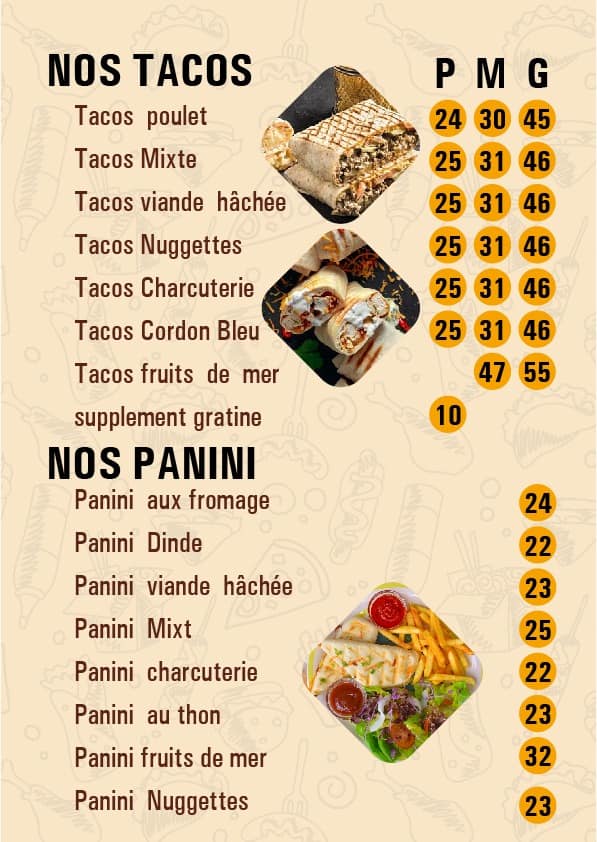 NOS TACOS P M G
Tacos poulet 24 30 45
Tacos Mixte 25 31 46
Tacos viande hâchée 25 31 46
Tacos Nuggettes 25 31 46
Tacos Charcuterie 25 31 46
Tacos Cordon Bleu 25 31 46
Tacos fruits de mer 47 55
supplement gratine 10
NOS PANINI
Panini aux fromage 24
Panini Dinde 22
Panini viande hâchée 23
Panini Mixt 25
Panini charcuterie 22
Panini au thon 23
Panini fruits de mer 32
Panini Nuggettes 23